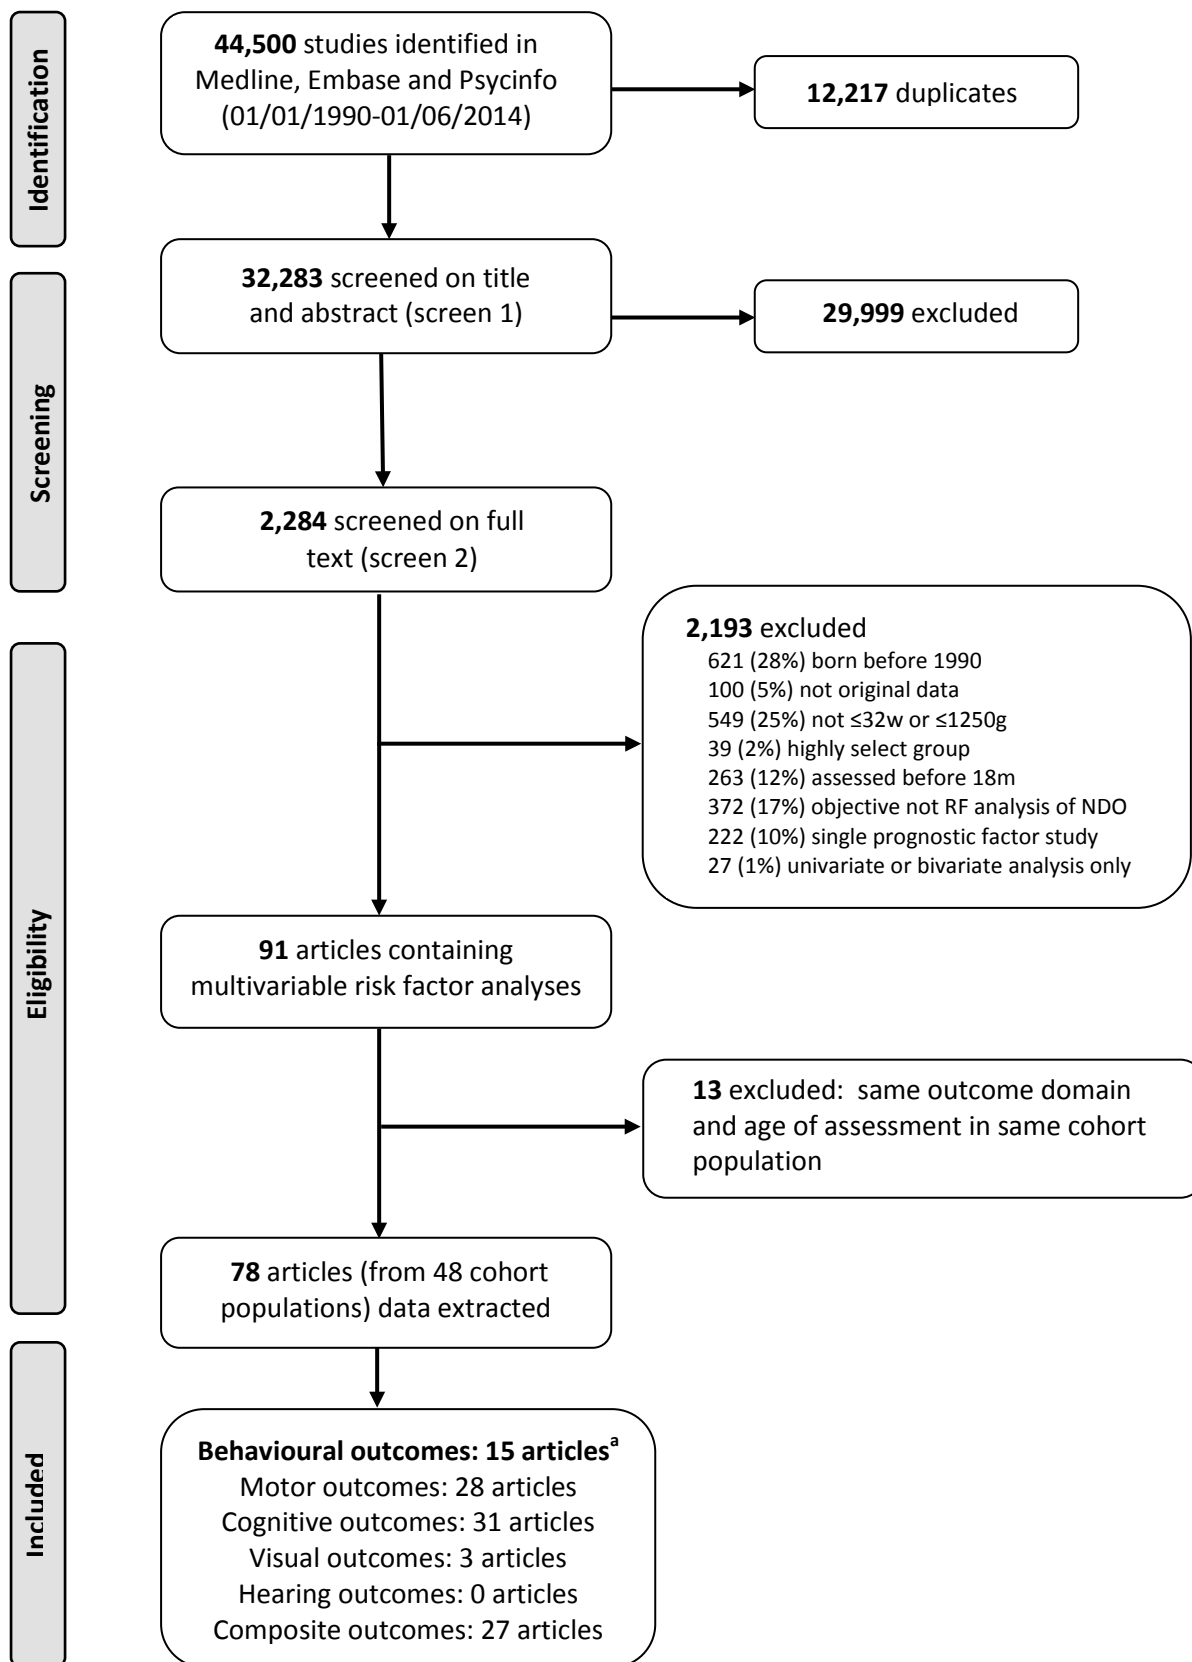 Identification
44,500 studies identified in
Medline, Embase and Psycinfo
(01/01/1990-01/06/2014)
12,217 duplicates
Screening
32,283 screened on title
and abstract (screen 1)
29,999 excluded
2,284 screened on full
text (screen 2)
Eligibility
2,193 excluded
621 (28%) born before 1990
100 (5%) not original data
549 (25%) not ≤32w or ≤1250g
39 (2%) highly select group
263 (12%) assessed before 18m
372 (17%) objective not RF analysis of NDO
222 (10%) single prognostic factor study
27 (1%) univariate or bivariate analysis only
91 articles containing
multivariable risk factor analyses
13 excluded: same outcome domain
and age of assessment in same cohort
population
78 articles (from 48 cohort
populations) data extracted
Included
Behavioural outcomes: 15 articlesᵃ
Motor outcomes: 28 articles
Cognitive outcomes: 31 articles
Visual outcomes: 3 articles
Hearing outcomes: 0 articles
Composite outcomes: 27 articles